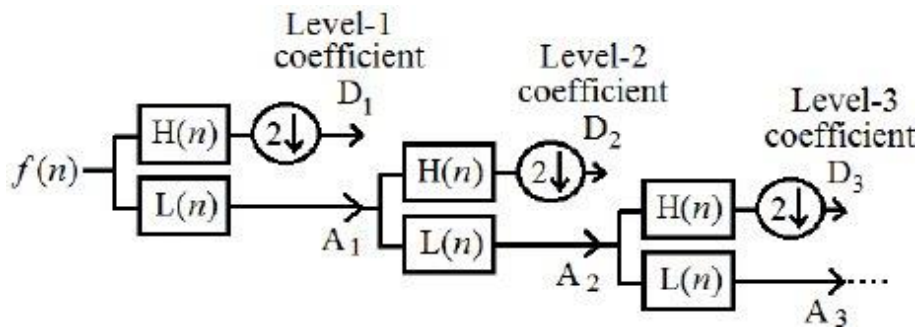 Level-1
coefficient
D1
Level-2
coefficient
D2
Level-3
coefficient
D3
f(n)
H(n)
2↓
L(n)
A1
H(n)
2↓
L(n)
A2
H(n)
2↓
L(n)
A3